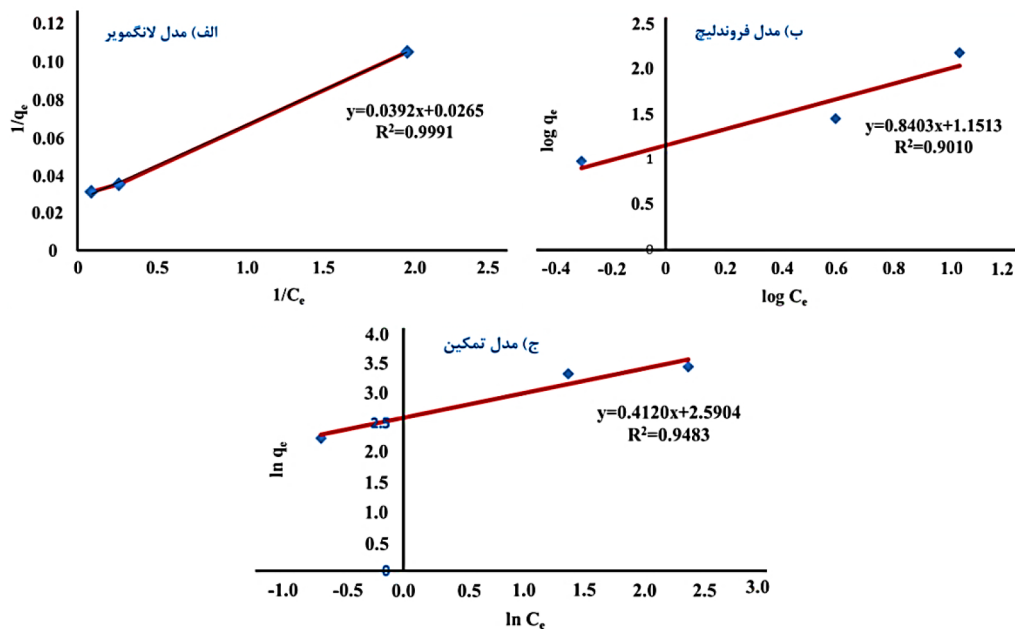 الف) مدل لانگمویر
0.12
0.10
0.08
0.06
0.04
0.02
0
1/qe
y=0.0392x+0.0265
R²=0.9991
0 0.5 1.0 1.5 2.0 2.5
1/Ce
ب) مدل فروندلیچ
2.5
2.0
1.5
1
0.5
0
log qe
y=0.8403x+1.1513
R²=0.9010
-0.4 -0.2 0 0.2 0.4 0.6 0.8 1.0 1.2
log Ce
ج) مدل تمکین
4.0
3.5
3.0
2.5
2.0
1.5
1.0
0.5
0
ln qe
y=0.4120x+2.5904
R²=0.9483
-1.0 -0.5 0.0 0.5 1.0 1.5 2.0 2.5 3.0
ln Ce